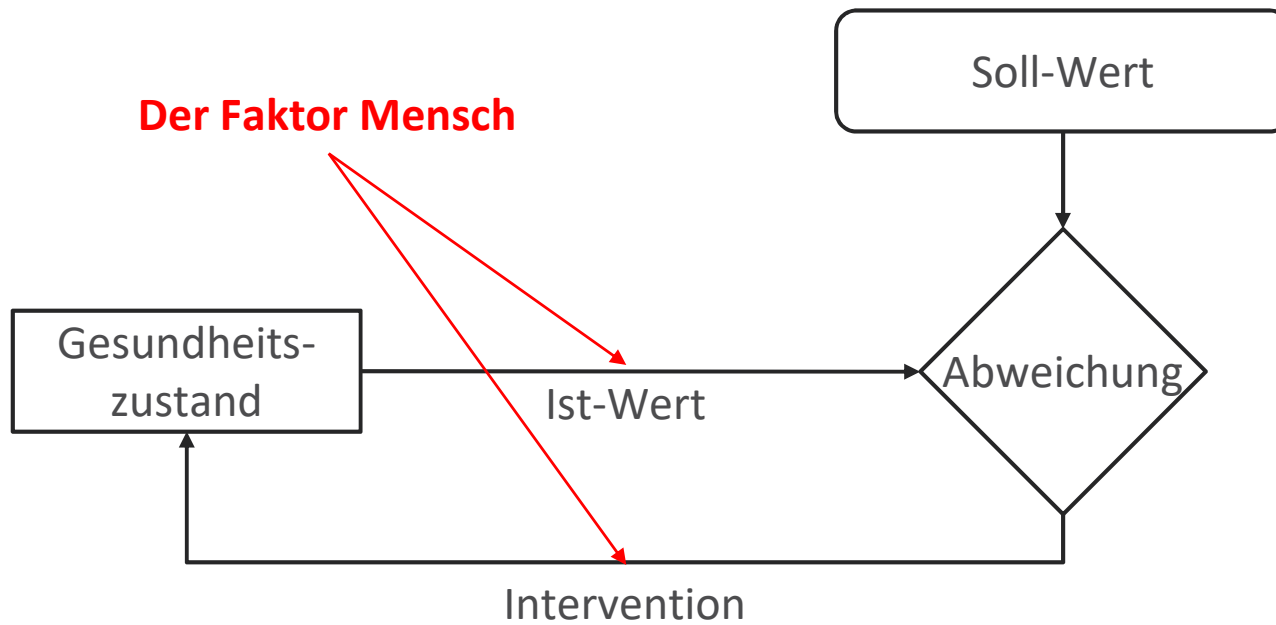 Soll-Wert
Der Faktor Mensch
Gesundheits-
zustand
Ist-Wert
Abweichung
Intervention